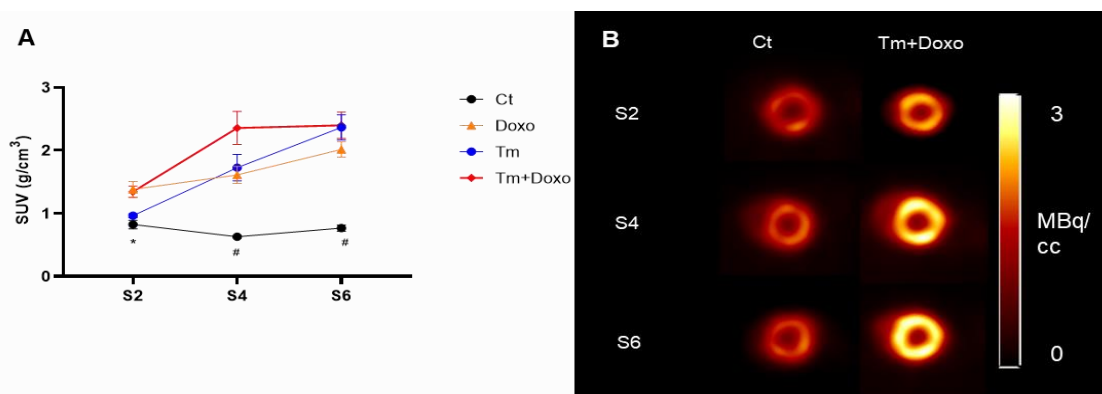 A
SUV (g/cm³)
3
2
1
0
*
#
#
S2
S4
S6
Ct
Doxo
Tm
Tm+Doxo
B
Ct
Tm+Doxo
S2
S4
S6
3
MBq/
cc
0